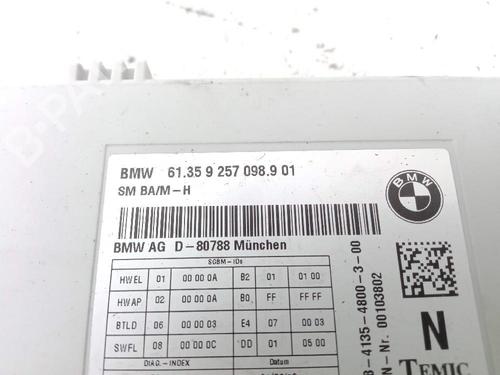 BMW 61.35 9 257 098.9 01
SM BA/M-H
BMW
BMW AG D-80788 München
SGBM-IDs
HWEL 01 00 00 0A B2 01 01 00
HWAP 02 00 00 0A B0 FF FF FF
BTLD 06 00 00 03 E4 07 00 03
SWFL 08 00 00 0C DD 01 05 00
DIAG.-INDEX Datum
-4135-4800-3-00
N-Nr. 00103802
N
TEMIC
B-PA